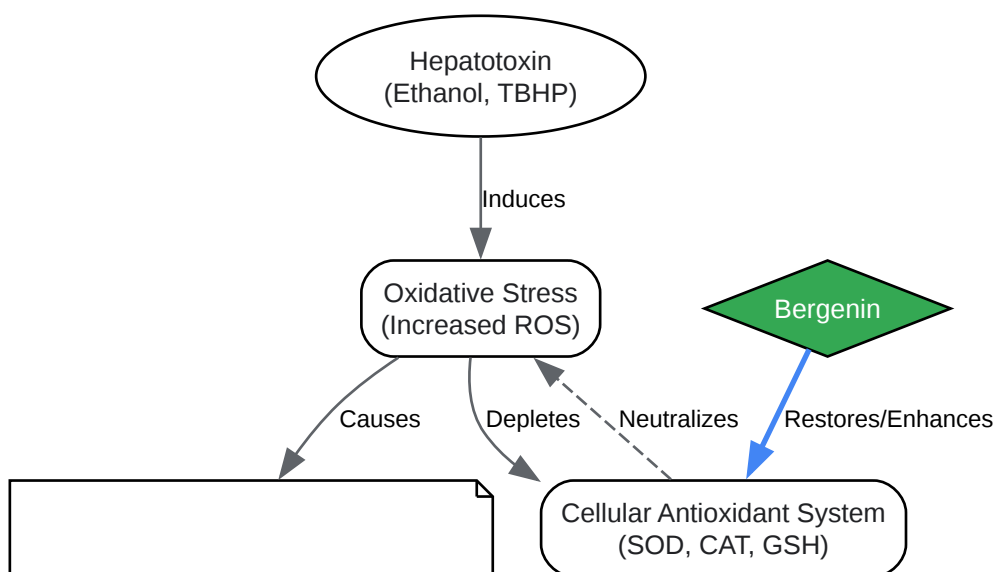 Hepatotoxin
(Ethanol, TBHP)
Induces
Oxidative Stress
(Increased ROS)
Bergenin
Causes
Depletes
Neutralizes
Restores/Enhances
Cellular Antioxidant System
(SOD, CAT, GSH)